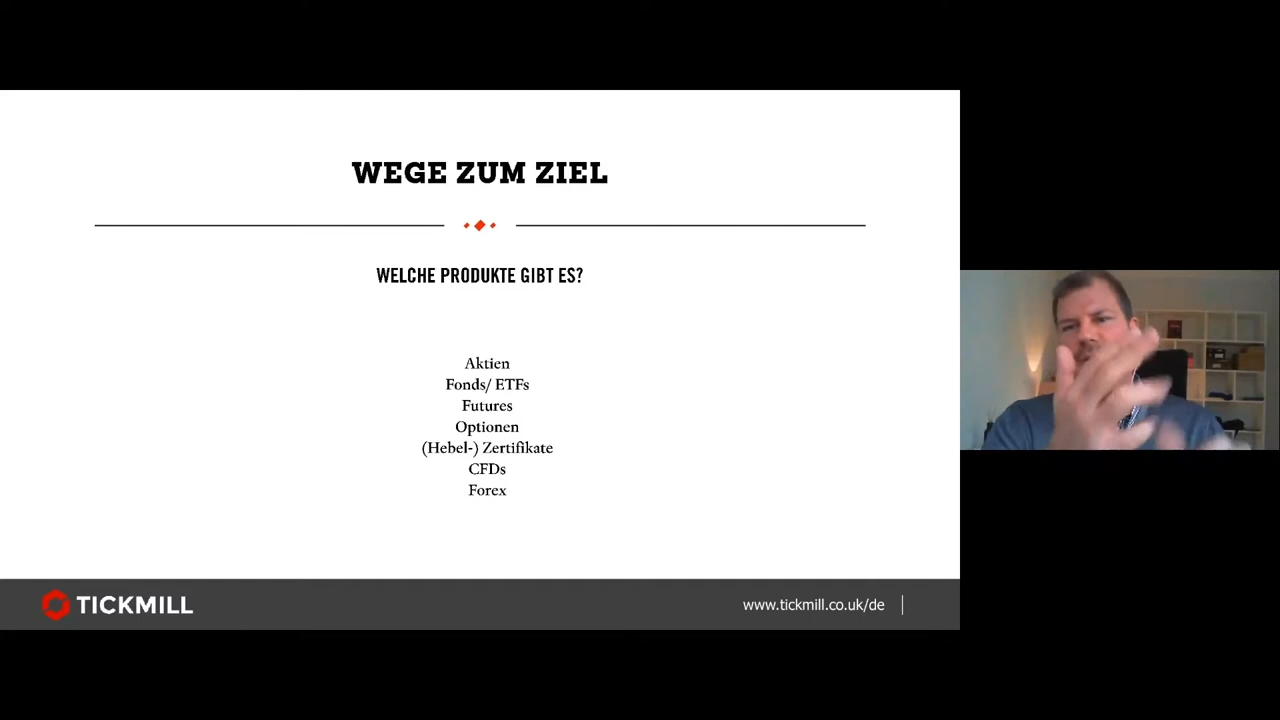 WEGE ZUM ZIEL
WELCHE PRODUKTE GIBT ES?
Aktien
Fonds/ ETFs
Futures
Optionen
(Hebel-) Zertifikate
CFDs
Forex
TICKMILL
www.tickmill.co.uk/de